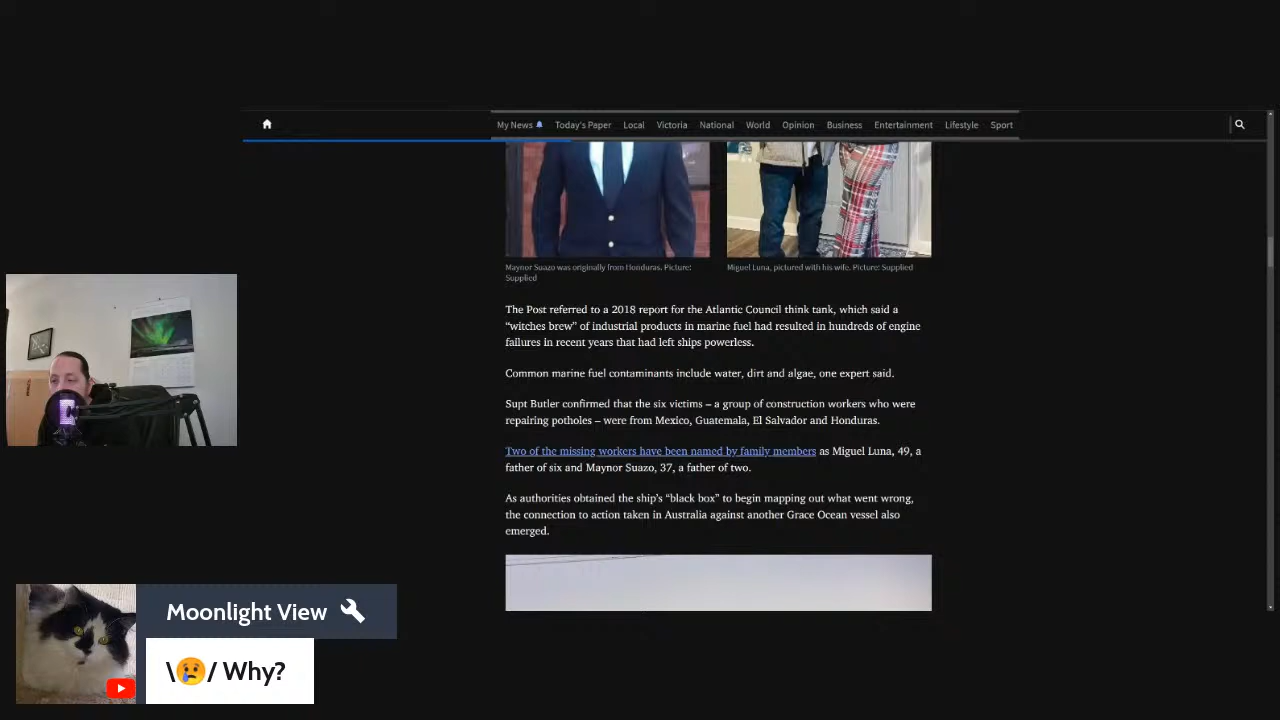 My News Today's Paper Local Victoria National World Opinion Business Entertainment Lifestyle Sport
Maynor Suazo was originally from Honduras. Picture:
Supplied
Miguel Luna, pictured with his wife. Picture: Supplied
The Post referred to a 2018 report for the Atlantic Council think tank, which said a
“witches brew” of industrial products in marine fuel had resulted in hundreds of engine
failures in recent years that had left ships powerless.
Common marine fuel contaminants include water, dirt and algae, one expert said.
Supt Butler confirmed that the six victims – a group of construction workers who were
repairing potholes – were from Mexico, Guatemala, El Salvador and Honduras.
Two of the missing workers have been named by family members as Miguel Luna, 49, a
father of six and Maynor Suazo, 37, a father of two.
As authorities obtained the ship's “black box” to begin mapping out what went wrong,
the connection to action taken in Australia against another Grace Ocean vessel also
emerged.
Moonlight View
\😢/ Why?